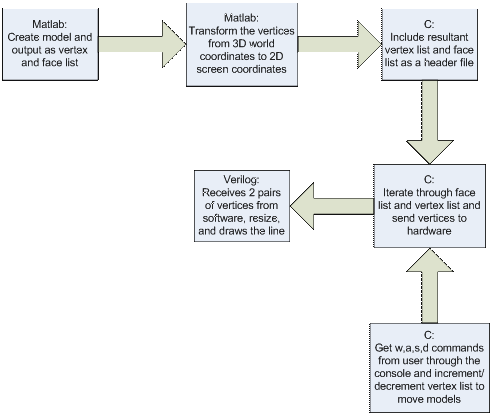 Matlab:
Create model and
output as vertex
and face list
Matlab:
Transform the vertices
from 3D world
coordinates to 2D
screen coordinates
C:
Include resultant
vertex list and face
list as a header file
Verilog:
Receives 2 pairs
of vertices from
software, resize,
and draws the line
C:
Iterate through face
list and vertex list and
send vertices to
hardware
C:
Get w,a,s,d commands
from user through the
console and increment/
decrement vertex list to
move models